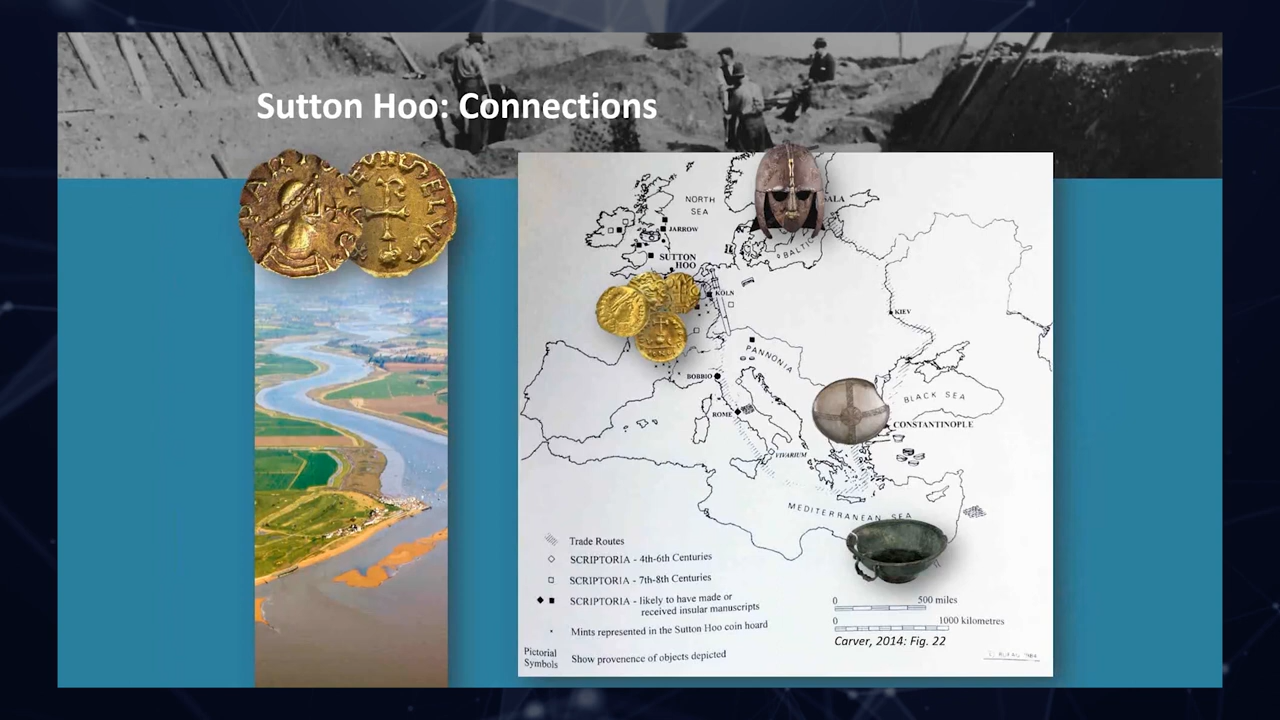 Sutton Hoo: Connections
NORTH
SEA
JARROW
SUTTON
HOO
BALTIC
KÖLN
KIEV
PANNONIA
BOBBIO
ROME
BLACK SEA
CONSTANTINOPLE
VIVARIUM
MEDITERRANEAN SEA
Trade Routes
SCRIPTORIA - 4th-6th Centuries
SCRIPTORIA - 7th-8th Centuries
SCRIPTORIA - likely to have made or
received insular manuscripts
Mints represented in the Sutton Hoo coin hoard
Pictorial
Symbols
Show provenence of objects depicted
0 500 miles
0 1000 kilometres
Carver, 2014: Fig. 22